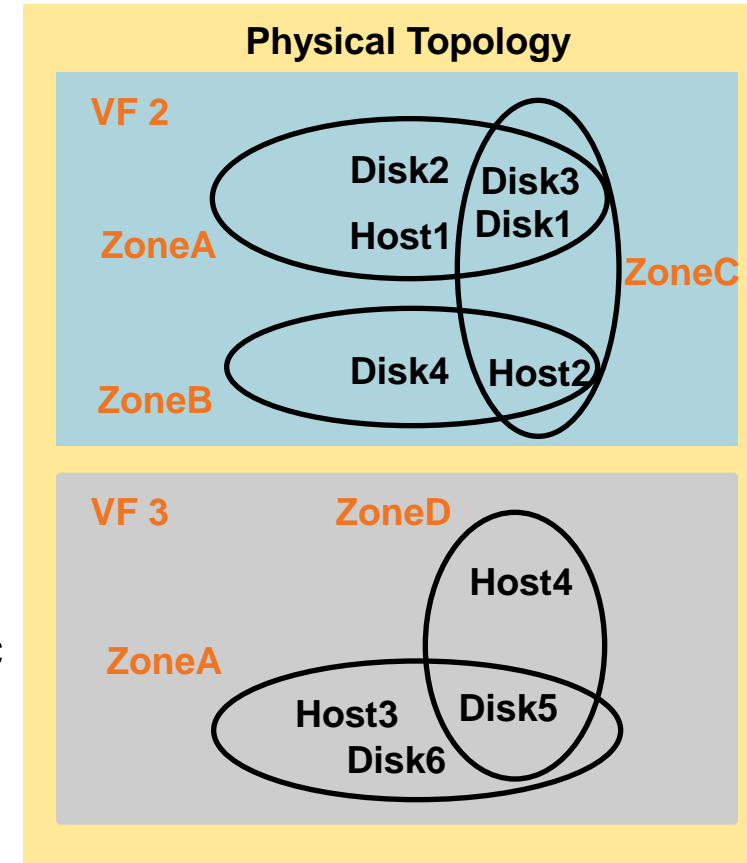 Physical Topology
VF 2
Disk2
Disk3
Host1
Disk1
ZoneA
ZoneC
Disk4
Host2
ZoneB
VF 3
ZoneD
Host4
ZoneA
Host3
Disk5
Disk6